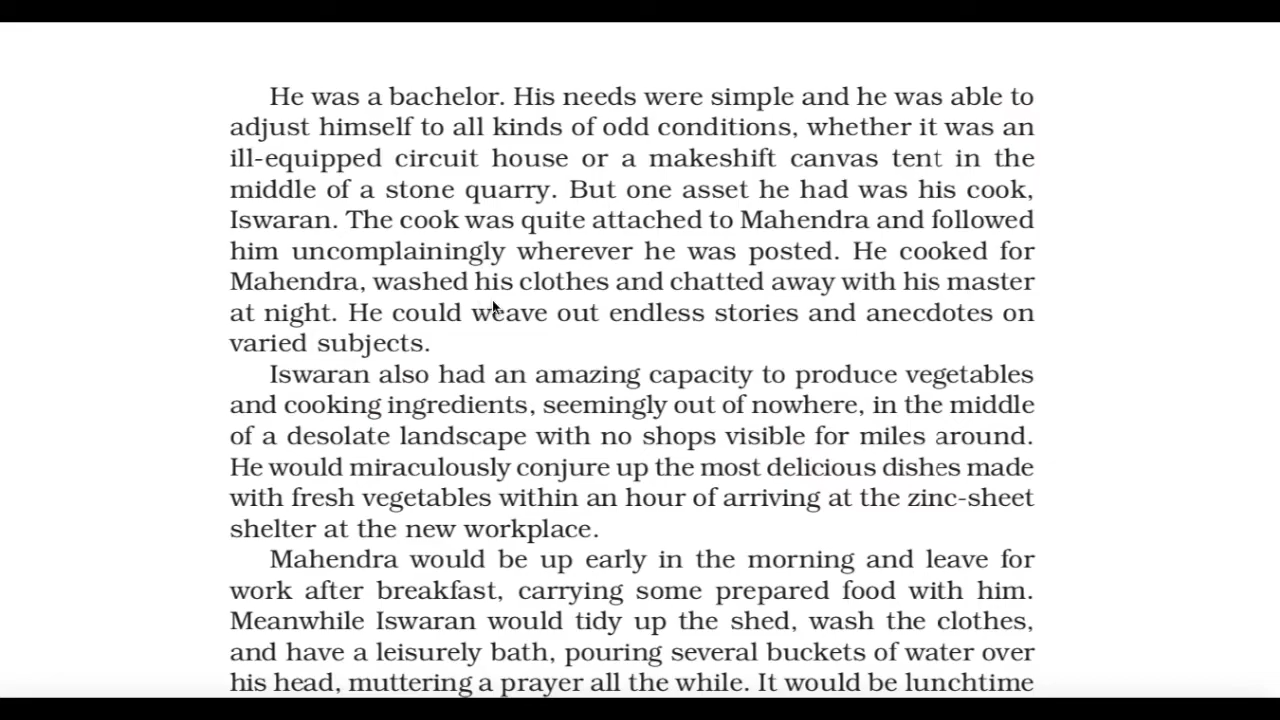 He was a bachelor. His needs were simple and he was able to
adjust himself to all kinds of odd conditions, whether it was an
ill-equipped circuit house or a makeshift canvas tent in the
middle of a stone quarry. But one asset he had was his cook,
Iswaran. The cook was quite attached to Mahendra and followed
him uncomplainingly wherever he was posted. He cooked for
Mahendra, washed his clothes and chatted away with his master
at night. He could weave out endless stories and anecdotes on
varied subjects.
Iswaran also had an amazing capacity to produce vegetables
and cooking ingredients, seemingly out of nowhere, in the middle
of a desolate landscape with no shops visible for miles around.
He would miraculously conjure up the most delicious dishes made
with fresh vegetables within an hour of arriving at the zinc-sheet
shelter at the new workplace.
Mahendra would be up early in the morning and leave for
work after breakfast, carrying some prepared food with him.
Meanwhile Iswaran would tidy up the shed, wash the clothes,
and have a leisurely bath, pouring several buckets of water over
his head, muttering a prayer all the while. It would be lunchtime